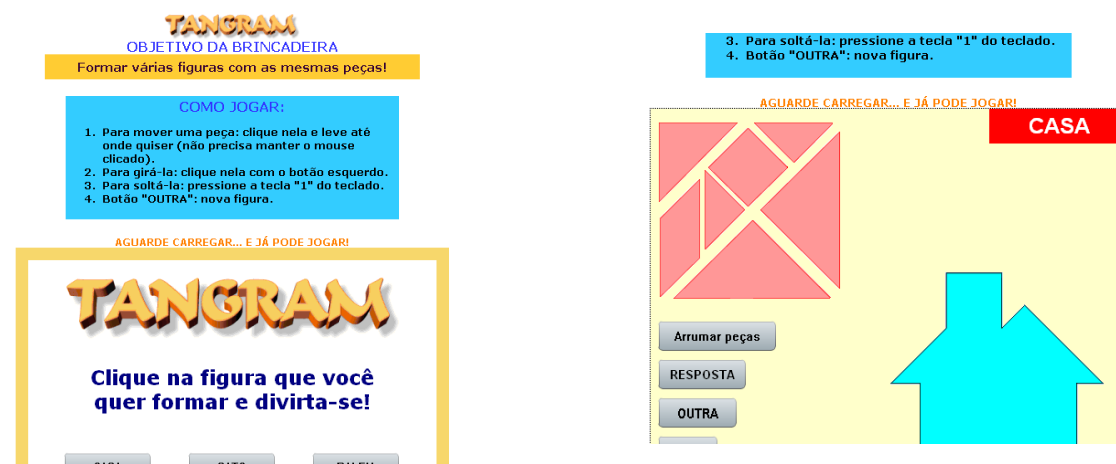 TANGRAM
OBJETIVO DA BRINCADEIRA
Formar várias figuras com as mesmas peças!
COMO JOGAR:
1. Para mover uma peça: clique nela e leve até
onde quiser (não precisa manter o mouse
clicado).
2. Para girá-la: clique nela com o botão esquerdo.
3. Para soltá-la: pressione a tecla "1" do teclado.
4. Botão "OUTRA": nova figura.
AGUARDE CARREGAR... E JÁ PODE JOGAR!
TANGRAM
Clique na figura que você
quer formar e divirta-se!
3. Para soltá-la: pressione a tecla "1" do teclado.
4. Botão "OUTRA": nova figura.
AGUARDE CARREGAR... E JÁ PODE JOGAR!
CASA
Arrumar peças
RESPOSTA
OUTRA